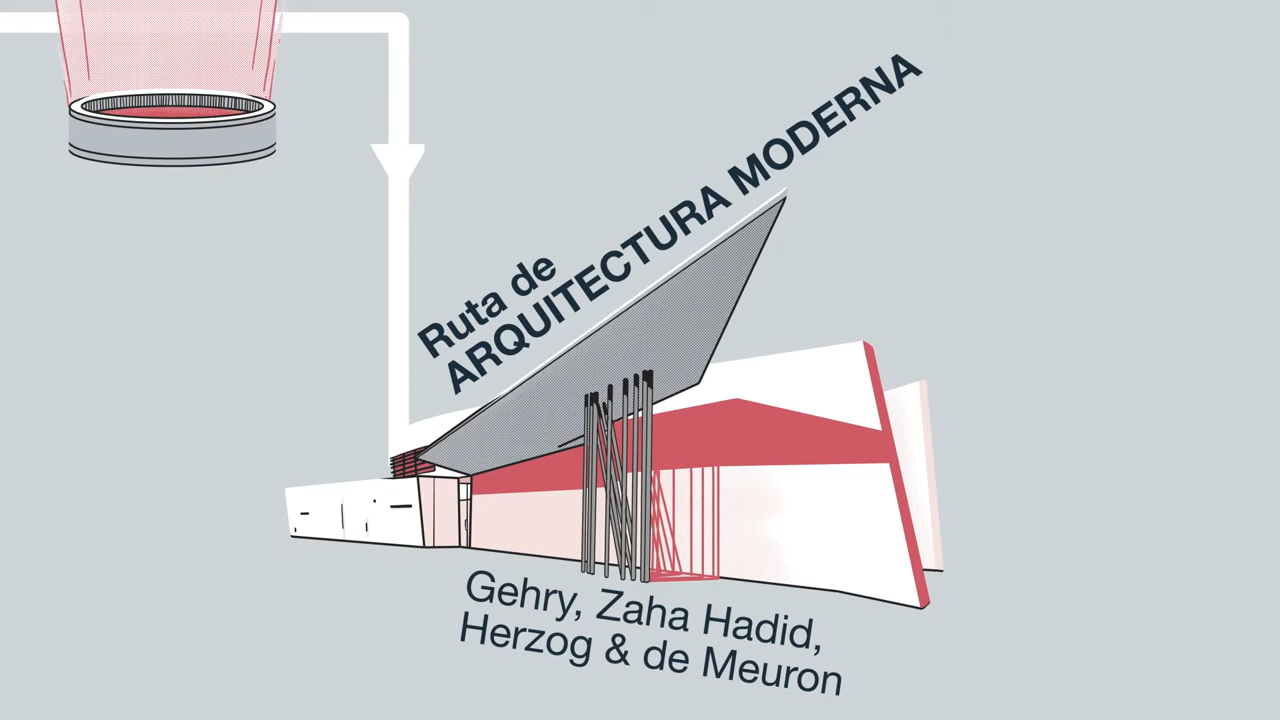 Ruta de
ARQUITECTURA MODERNA
Gehry, Zaha Hadid,
Herzog & de Meuron